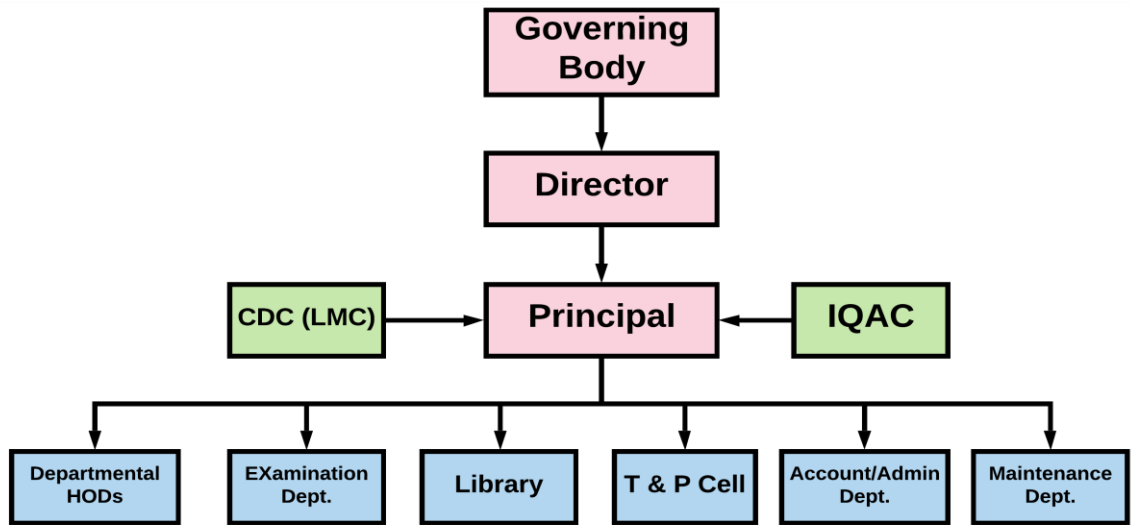 Governing
Body
Director
CDC (LMC)
Principal
IQAC
Departmental
HODs
EXamination
Dept.
Library
T & P Cell
Account/Admin
Dept.
Maintenance
Dept.